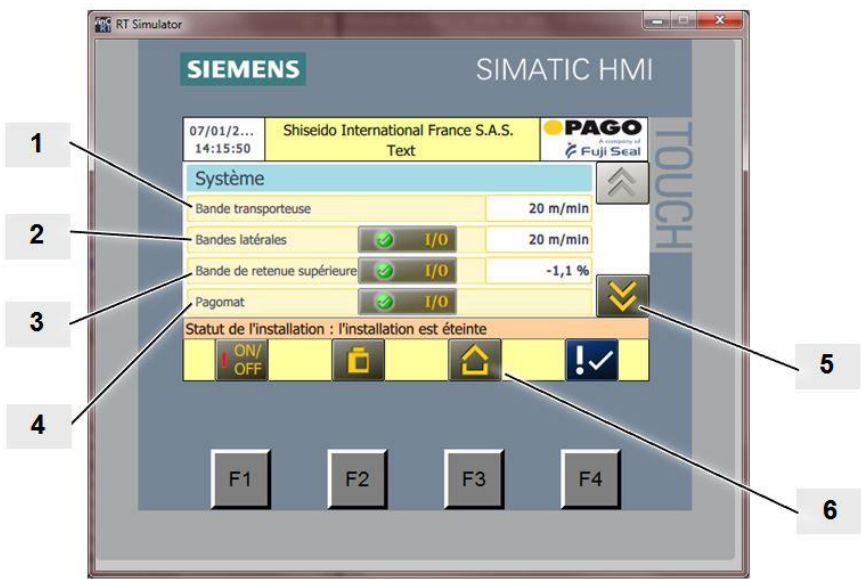 RT Simulator
SIEMENS
SIMATIC HMI
TOUCH
07/01/2...
14:15:50
Shiseido International France S.A.S.
Text
PAGO
A company of
Fuji Seal
Système
Bande transporteuse
20 m/min
Bandes latérales
I/O
20 m/min
Bande de retenue supérieure
I/O
-1,1 %
Pagomat
I/O
Statut de l'installation : l'installation est éteinte
ON/
OFF
F1
F2
F3
F4
1
2
3
4
5
6